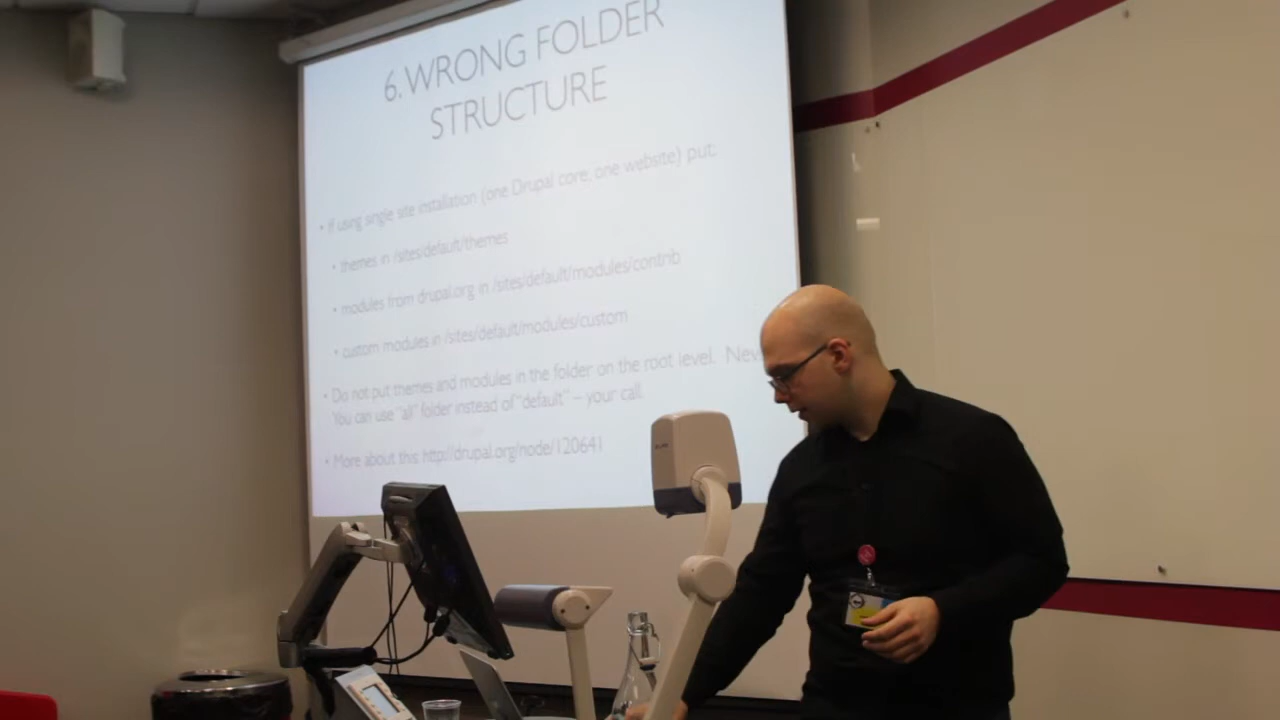 6. WRONG FOLDER
STRUCTURE
• If using single site installation (one Drupal core, one website) put:
• themes in /sites/default/themes
• modules from drupal.org in /sites/default/modules/contrib
• custom modules in /sites/default/modules/custom
• Do not put themes and modules in the folder on the root level. Nev
You can use "all" folder instead of "default" – your call.
• More about this http://drupal.org/node/120641